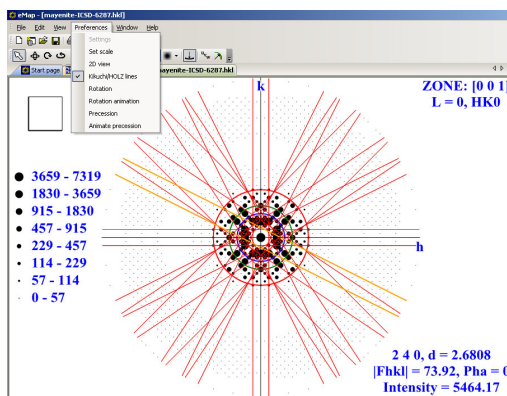 eMap - [mayenite-ICSD-6287.hkl]
File Edit View Preferences Window Help
Settings
Set scale
2D view
Kikuchi/HOLZ lines
Rotation
Rotation animation
Precession
Animate precession
Start page
mayenite-ICSD-6287.hkl
ZONE: [0 0 1]
L = 0, HK0
k
h
3659 - 7319
1830 - 3659
915 - 1830
457 - 915
229 - 457
114 - 229
57 - 114
0 - 57
2 4 0, d = 2.6808
|Fhkl| = 73.92, Pha = 0
Intensity = 5464.17